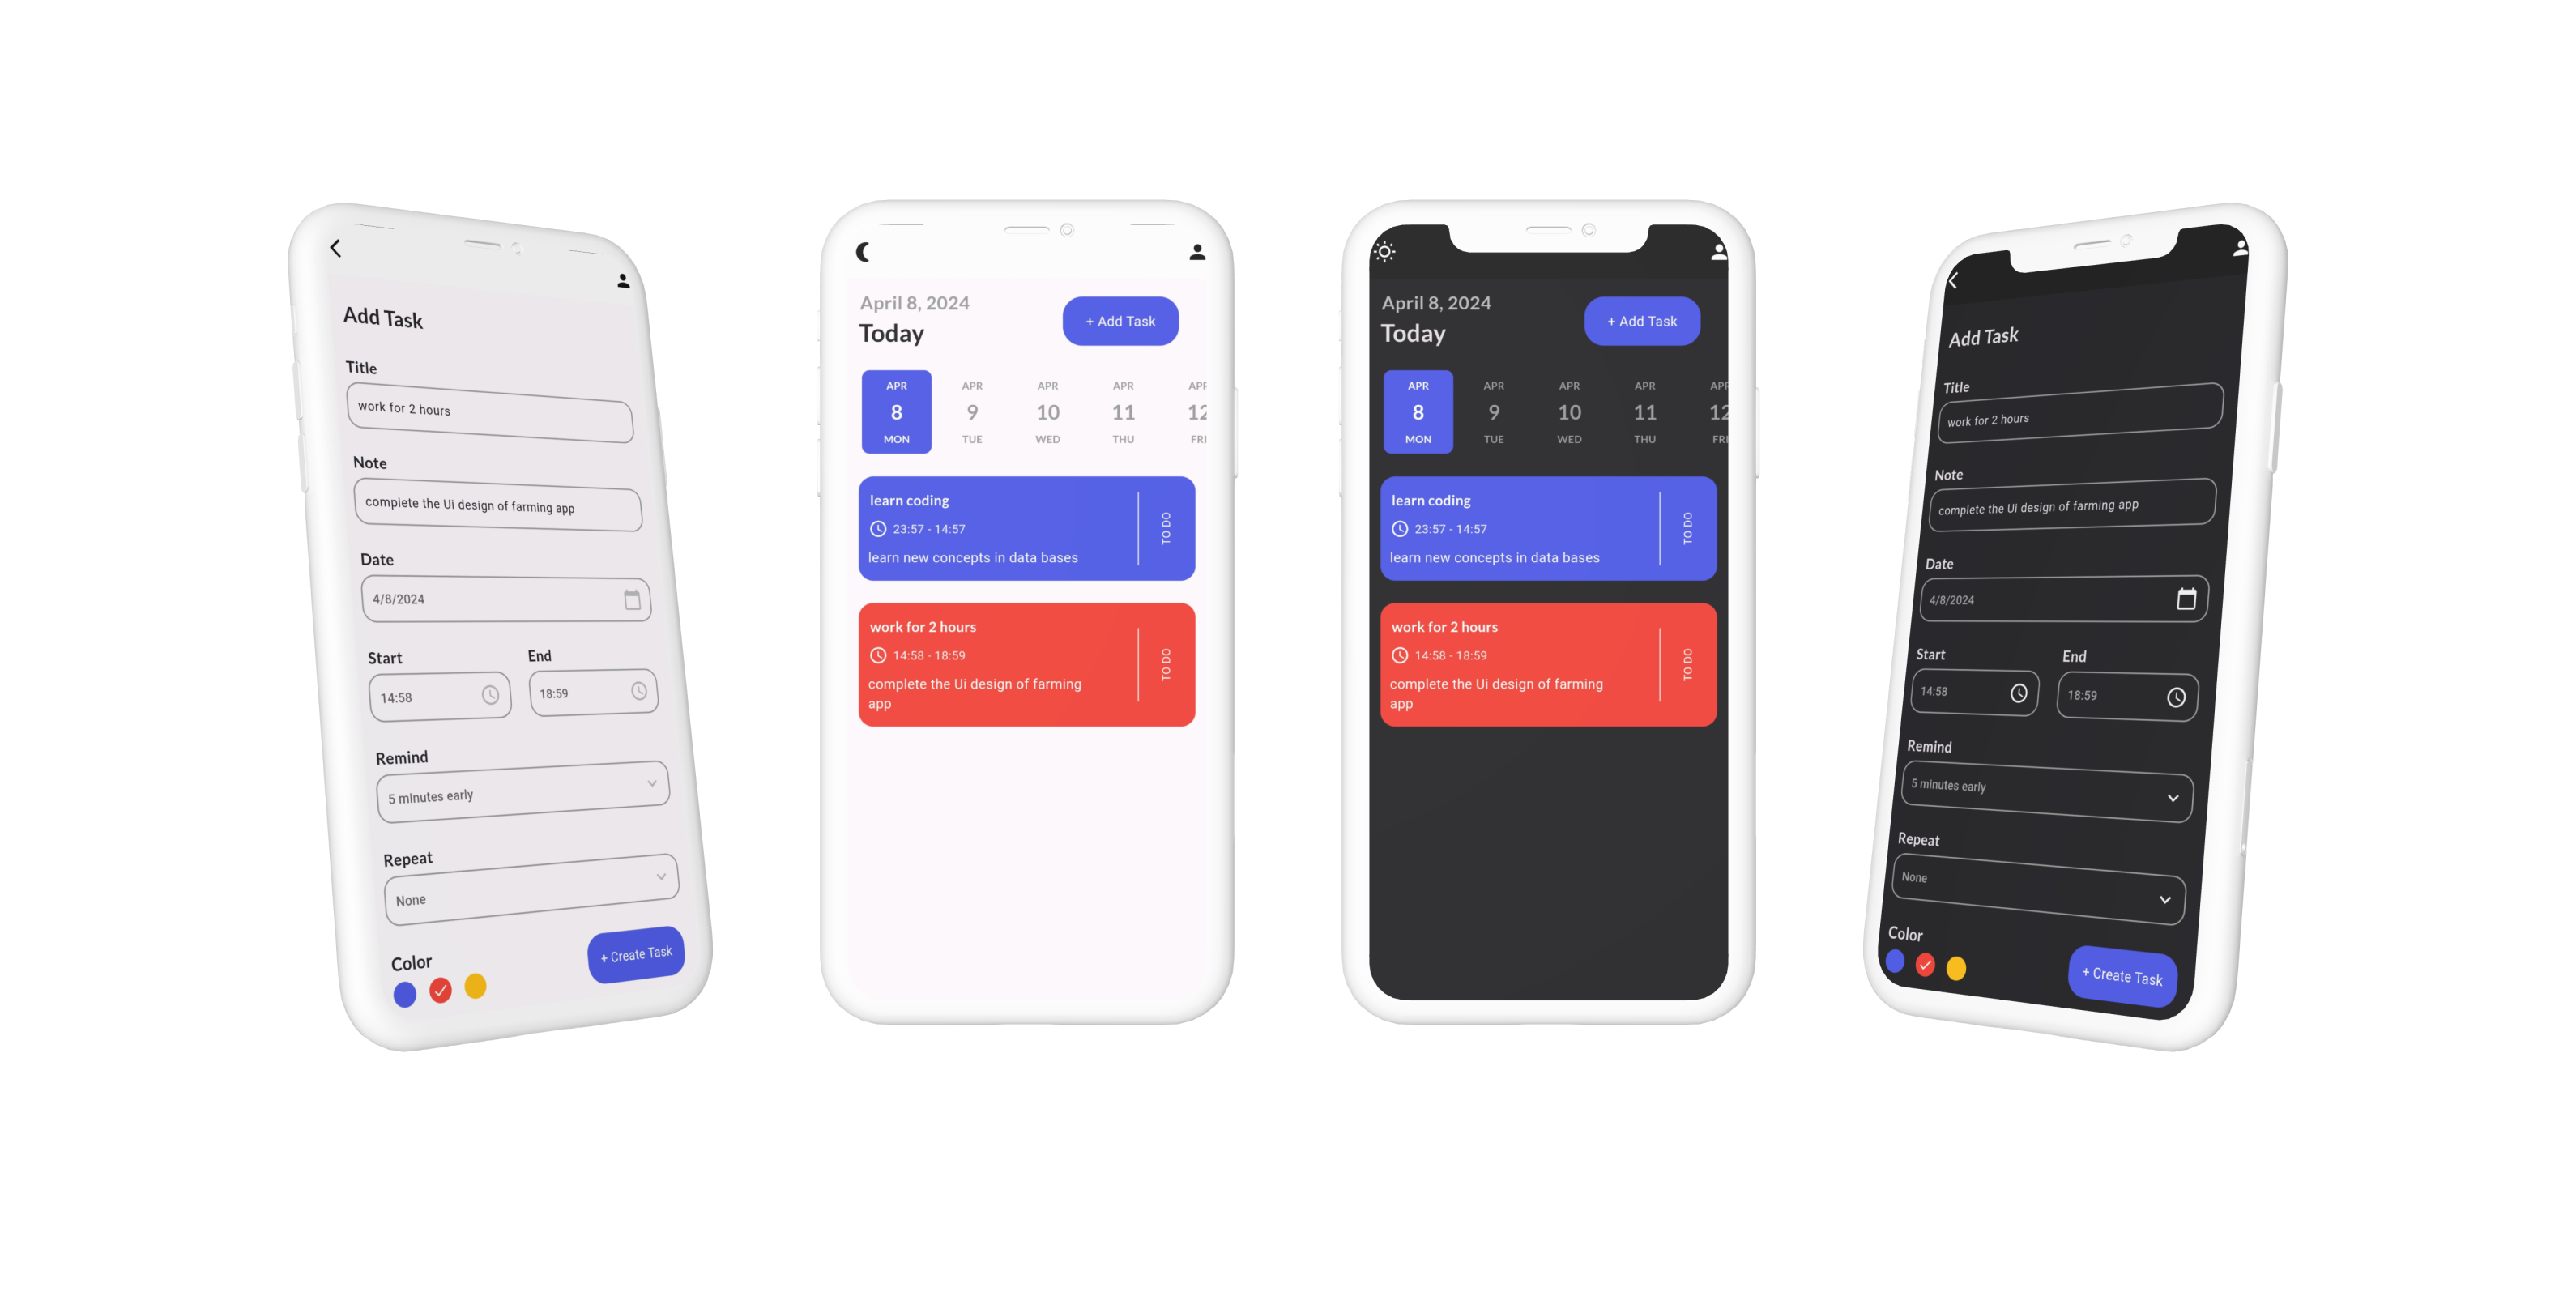 Add Task
Title
work for 2 hours
Note
complete the Ui design of farming app
Date
4/8/2024
Start End
14:58 18:59
Remind
5 minutes early
Repeat
None
Color
+ Create Task
April 8, 2024
Today
+ Add Task
APR APR APR APR APR
8 9 10 11 12
MON TUE WED THU FRI
learn coding
23:57 - 14:57
learn new concepts in data bases
TO DO
work for 2 hours
14:58 - 18:59
complete the Ui design of farming
app
TO DO
April 8, 2024
Today
+ Add Task
APR APR APR APR APR
8 9 10 11 12
MON TUE WED THU FRI
learn coding
23:57 - 14:57
learn new concepts in data bases
TO DO
work for 2 hours
14:58 - 18:59
complete the Ui design of farming
app
TO DO
Add Task
Title
work for 2 hours
Note
complete the Ui design of farming app
Date
4/8/2024
Start End
14:58 18:59
Remind
5 minutes early
Repeat
None
Color
+ Create Task